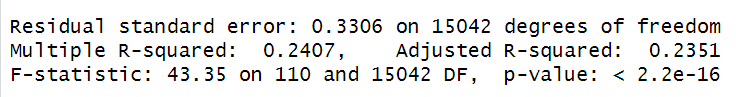 Residual standard error: 0.3306 on 15042 degrees of freedom
Multiple R-squared:  0.2407,    Adjusted R-squared:  0.2351
F-statistic: 43.35 on 110 and 15042 DF,  p-value: < 2.2e-16